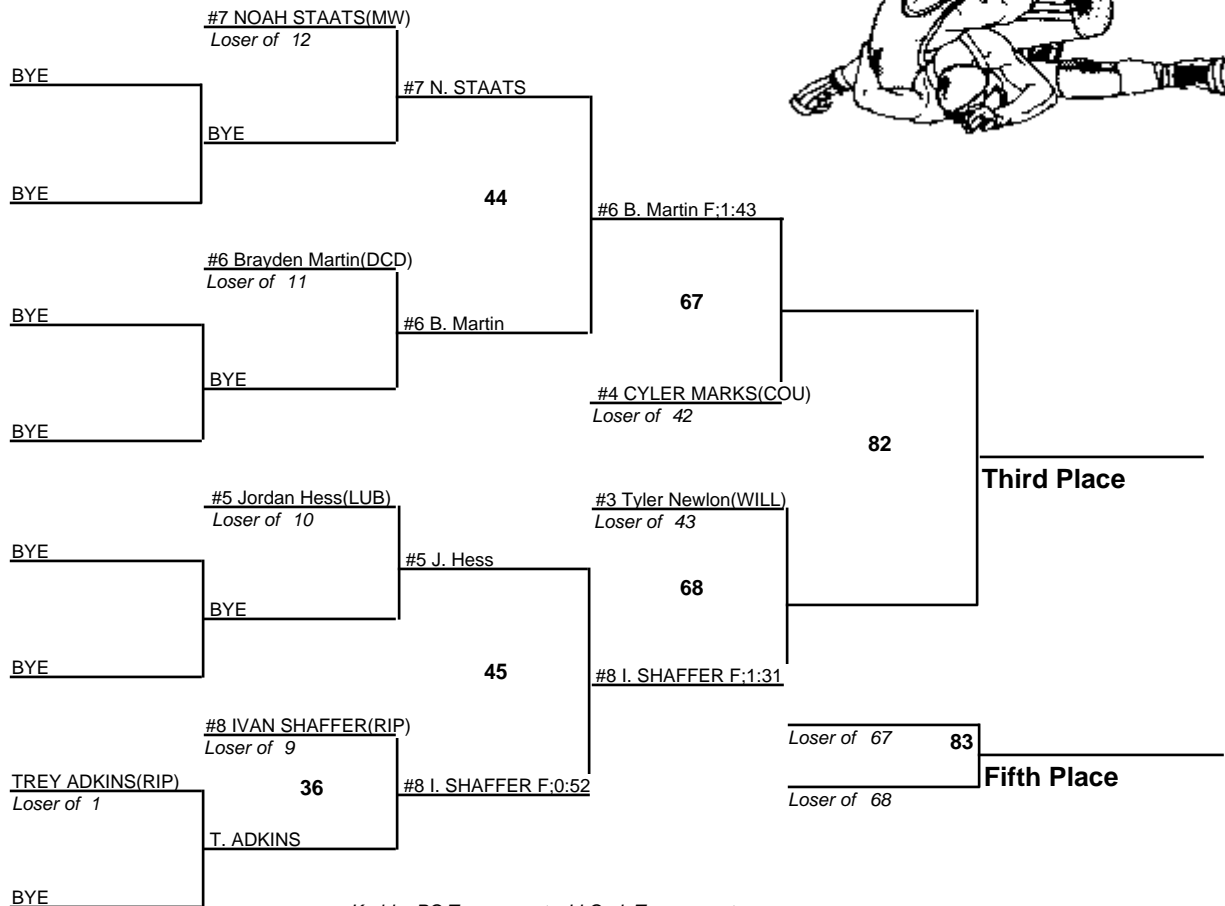 #7 NOAH STAATS(MW)
Loser of 12
BYE
#7 N. STAATS
BYE
BYE
44
#6 B. Martin F;1:43
#6 Brayden Martin(DCD)
Loser of 11
67
BYE
#6 B. Martin
BYE
#4 CYLER MARKS(COU)
Loser of 42
BYE
82
Third Place
#5 Jordan Hess(LUB)
Loser of 10
#3 Tyler Newlon(WILL)
Loser of 43
BYE
#5 J. Hess
68
BYE
BYE
45
#8 I. SHAFFER F;1:31
#8 IVAN SHAFFER(RIP)
Loser of 9
Loser of 67
83
TREY ADKINS(RIP)
Loser of 1
36
#8 I. SHAFFER F;0:52
Fifth Place
Loser of 68
T. ADKINS
BYE